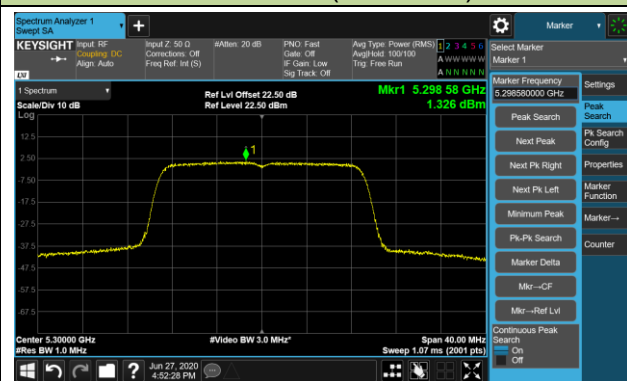 Spectrum Analyzer 1
Swept SA
+
Marker
KEYSIGHT
Input: RF
Coupling: DC
Align: Auto
Input Z: 50 Ω
Corrections: Off
Freq Ref: Int (S)
#Atten: 20 dB
PNO: Fast
Gate: Off
IF Gain: Low
Sig Track: Off
Avg Type: Power (RMS)
Avg|Hold: 100/100
Trig: Free Run
1 2 3 4 5 6
A W W W W W
A N N N N N
Select Marker
Marker 1
LXI
1 Spectrum
Scale/Div 10 dB
Log
Ref Lvl Offset 22.50 dB
Ref Level 22.50 dBm
Mkr1 5.298 58 GHz
1.326 dBm
12.5
2.50
-7.50
-17.5
-27.5
-37.5
-47.5
-57.5
-67.5
1
Center 5.30000 GHz
#Res BW 1.0 MHz
#Video BW 3.0 MHz*
Span 40.00 MHz
Sweep 1.07 ms (2001 pts)
Marker Frequency
5.298580000 GHz
Peak Search
Next Peak
Next Pk Right
Next Pk Left
Minimum Peak
Pk-Pk Search
Marker Delta
Mkr→CF
Mkr→Ref Lvl
Continuous Peak
Search
On
Off
Settings
Peak
Search
Pk Search
Config
Properties
Marker
Function
Marker→
Counter
?
Jun 27, 2020
4:52:28 PM